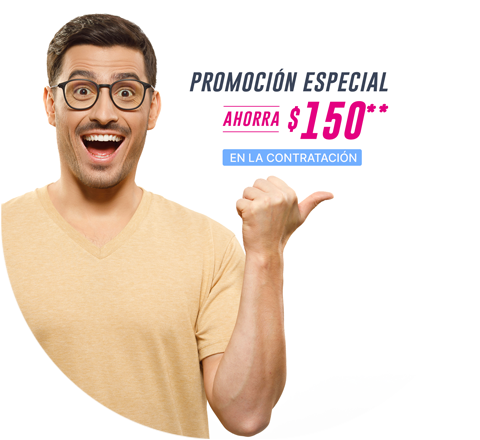 PROMOCIÓN ESPECIAL
AHORRA $150**
EN LA CONTRATACIÓN